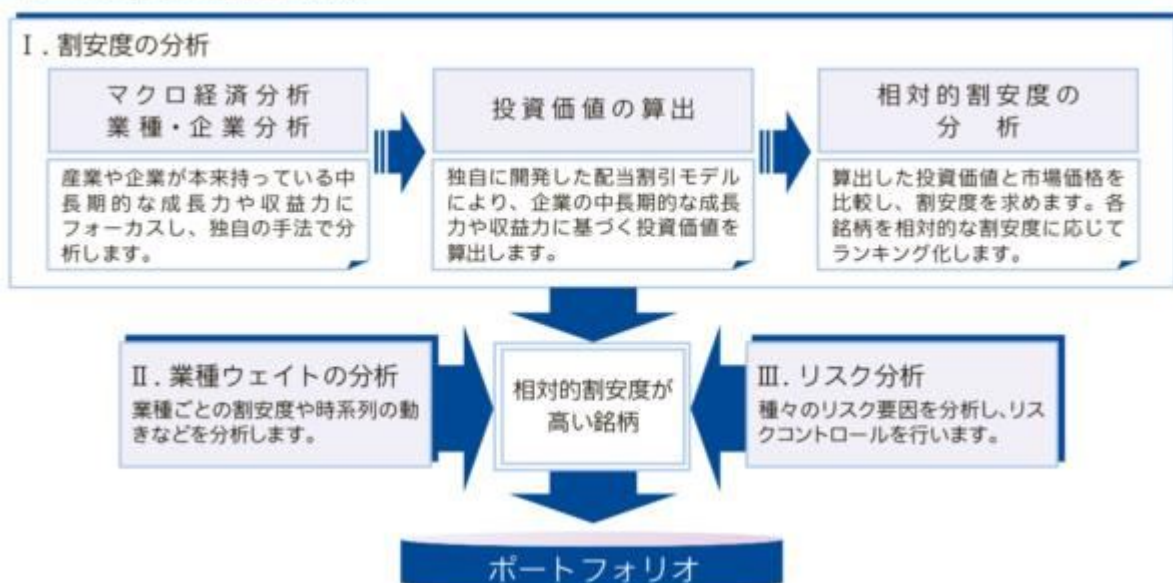 I. 割安度の分析
マクロ経済分析
業種・企業分析
産業や企業が本来持っている中
長期的な成長力や収益力に
フォーカスし、独自の手法で分
析します。
投資価値の算出
独自に開発した配当割引モデル
により、企業の中長期的な成長
力や収益力に基づく投資価値を
算出します。
相対的割安度の
分 析
算出した投資価値と市場価格を
比較し、割安度を求めます。各
銘柄を相対的な割安度に応じて
ランキング化します。
II. 業種ウェイトの分析
業種ごとの割安度や時系列の動
きなどを分析します。
相対的割安度が
高い銘柄
III. リスク分析
種々のリスク要因を分析し、リス
クコントロールを行います。
ポートフォリオ